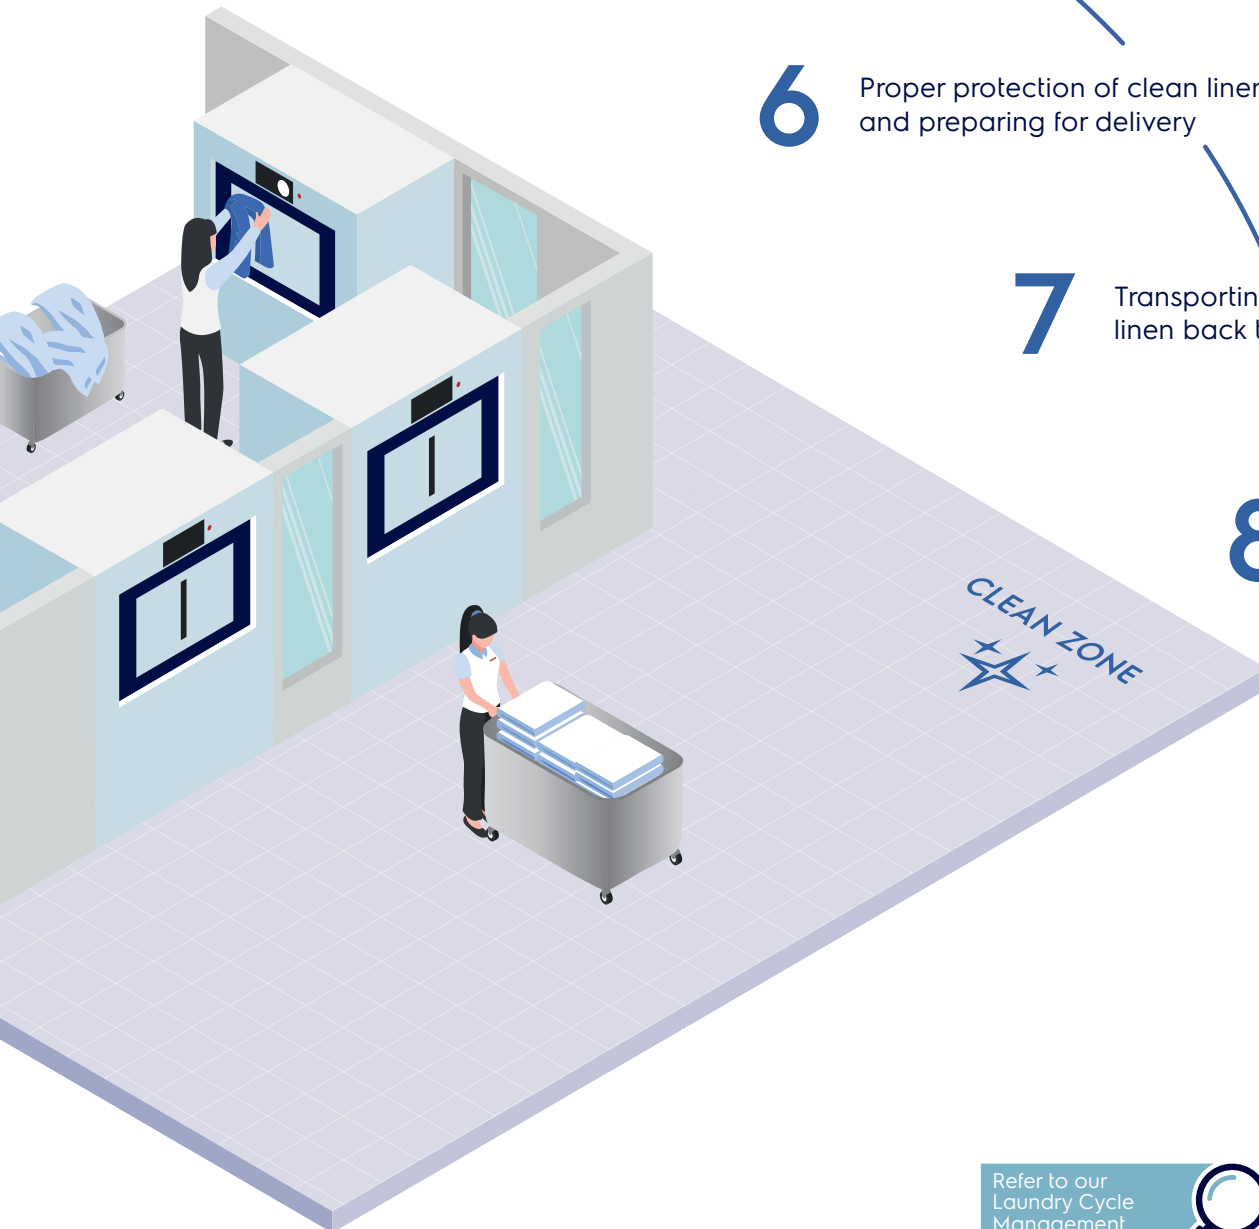 6
Proper protection of clean linen
and preparing for delivery
7
Transportin
linen back
8
CLEAN ZONE
Refer to our
Laundry Cycle
Management